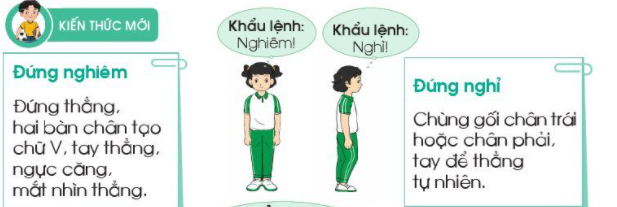 KIẾN THỨC MỚI
Khẩu lệnh:
Nghiêm!
Khẩu lệnh:
Nghỉ!
Đứng nghiêm
Đứng thẳng,
hai bàn chân tạo
chữ V, tay thẳng,
ngực căng,
mắt nhìn thẳng.
Đứng nghỉ
Chùng gối chân trái
hoặc chân phải,
tay để thẳng
tự nhiên.